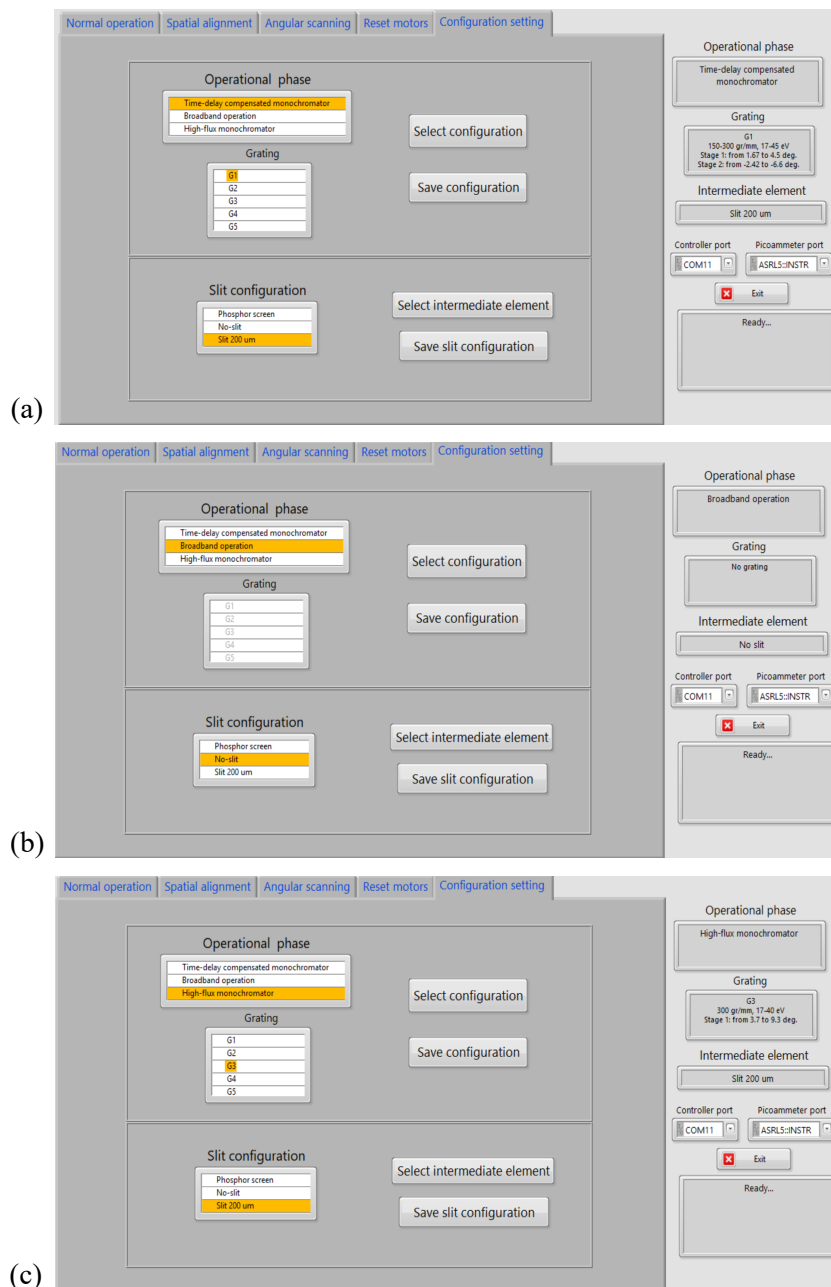 Normal operation Spatial alignment Angular scanning Reset motors Configuration setting
Operational phase
Time-delay compensated monochromator
Broadband operation
High-flux monochromator
Grating
G1
G2
G3
G4
G5
Select configuration
Save configuration
Slit configuration
Phosphor screen
No-slit
Slit 200 um
Select intermediate element
Save slit configuration
Operational phase
Time-delay compensated
monochromator
Grating
G1
150-300 gr/mm, 17-45 eV
Stage 1: from 1.67 to 4.5 deg.
Stage 2: from -2.42 to -6.6 deg.
Intermediate element
Slit 200 um
Controller port Picoammeter port
COM11 ASRL5::INSTR
Exit
Ready...
(a)
Normal operation Spatial alignment Angular scanning Reset motors Configuration setting
Operational phase
Time-delay compensated monochromator
Broadband operation
High-flux monochromator
Grating
G1
G2
G3
G4
G5
Select configuration
Save configuration
Slit configuration
Phosphor screen
No-slit
Slit 200 um
Select intermediate element
Save slit configuration
Operational phase
Broadband operation
Grating
No grating
Intermediate element
No slit
Controller port Picoammeter port
COM11 ASRL5::INSTR
Exit
Ready...
(b)
Normal operation Spatial alignment Angular scanning Reset motors Configuration setting
Operational phase
Time-delay compensated monochromator
Broadband operation
High-flux monochromator
Grating
G1
G2
G3
G4
G5
Select configuration
Save configuration
Slit configuration
Phosphor screen
No-slit
Slit 200 um
Select intermediate element
Save slit configuration
Operational phase
High-flux monochromator
Grating
G3
300 gr/mm, 17-40 eV
Stage 1: from 3.7 to 9.3 deg.
Intermediate element
Slit 200 um
Controller port Picoammeter port
COM11 ASRL5::INSTR
Exit
Ready...
(c)